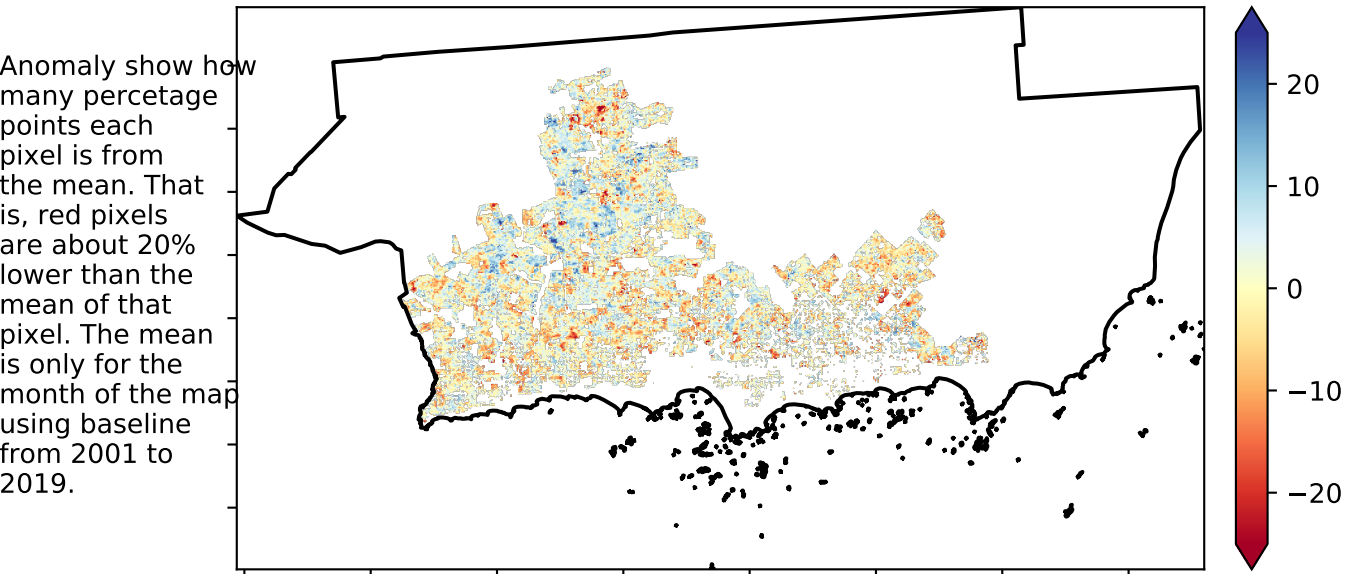 Anomaly show how
many percetage
points each
pixel is from
the mean. That
is, red pixels
are about 20%
lower than the
mean of that
pixel. The mean
is only for the
month of the map
using baseline
from 2001 to
2019.
20
10
0
−10
−20